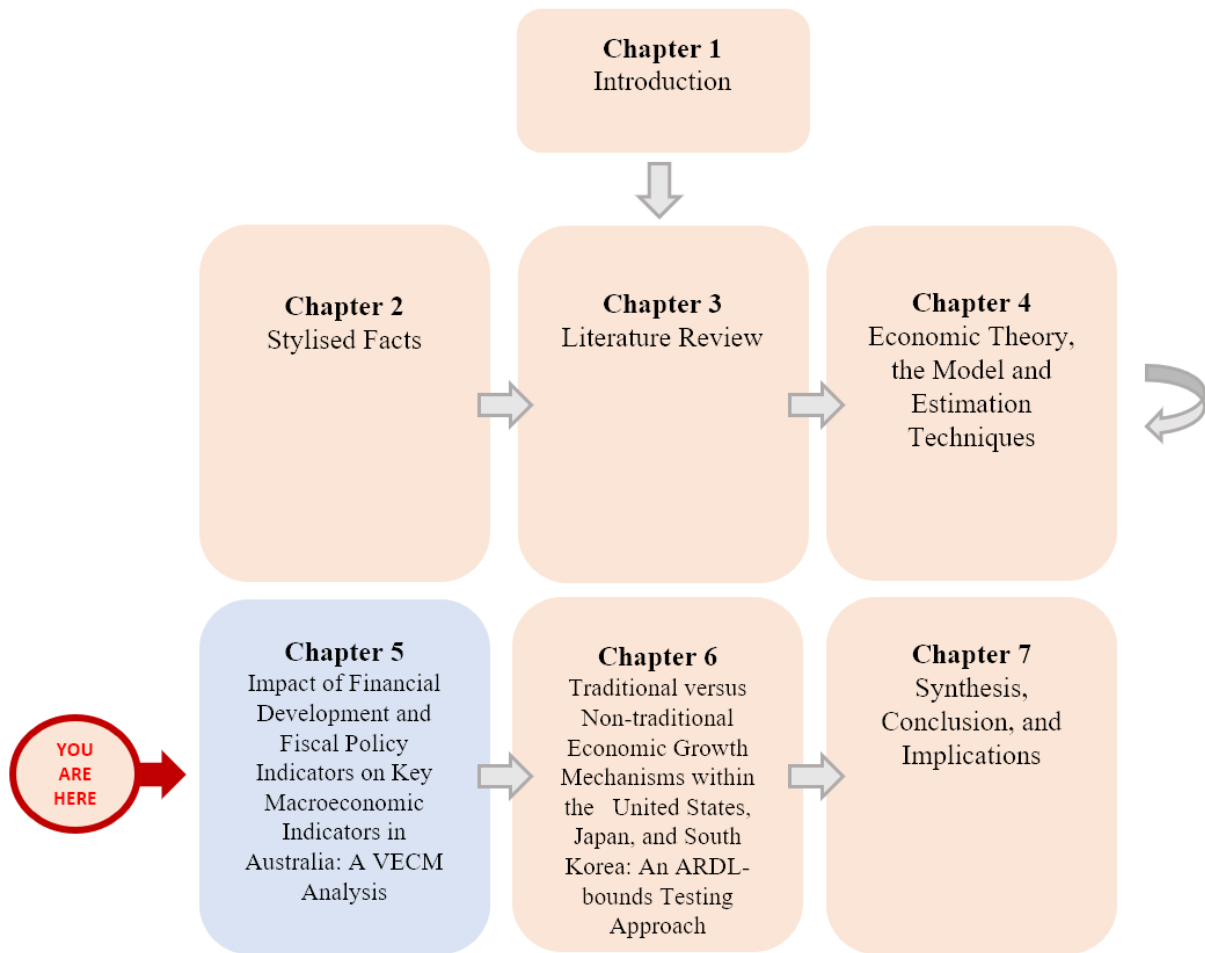 Chapter 1
Introduction
Chapter 2
Stylised Facts
Chapter 3
Literature Review
Chapter 4
Economic Theory,
the Model and
Estimation
Techniques
YOU
ARE
HERE
Chapter 5
Impact of Financial
Development and
Fiscal Policy
Indicators on Key
Macroeconomic
Indicators in
Australia: A VECM
Analysis
Chapter 6
Traditional versus
Non-traditional
Economic Growth
Mechanisms within
the United States,
Japan, and South
Korea: An ARDL-
bounds Testing
Approach
Chapter 7
Synthesis,
Conclusion, and
Implications